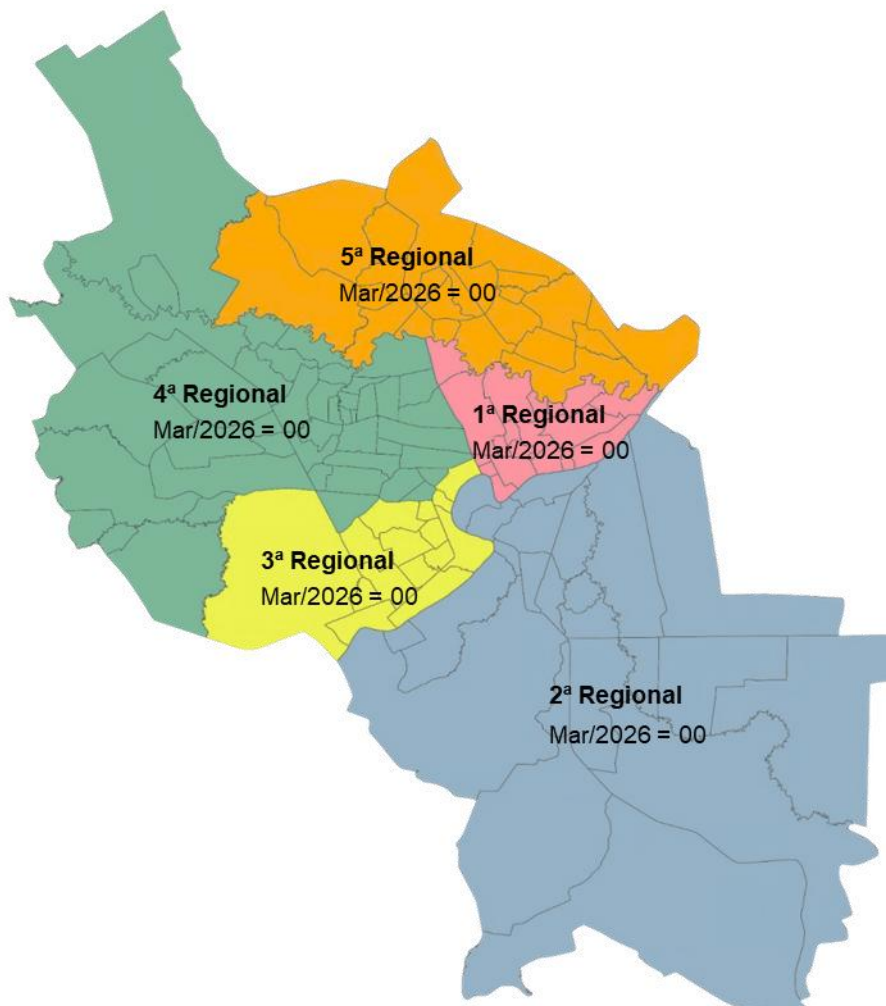 5ª Regional
Mar/2026 = 00
4ª Regional
Mar/2026 = 00
1ª Regional
Mar/2026 = 00
3ª Regional
Mar/2026 = 00
2ª Regional
Mar/2026 = 00